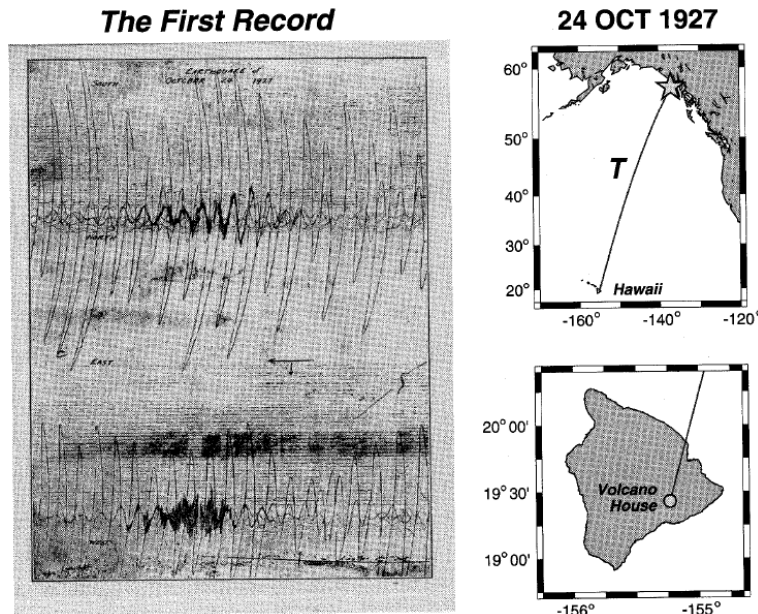 The First Record
EARTHQUAKE of
OCTOBER 24 1927
SOUTH
NORTH
EAST
WEST
24 OCT 1927
60°
50°
40°
30°
20°
T
Hawaii
-160° -140° -120°
20° 00'
19° 30'
19° 00'
Volcano
House
-156° -155°